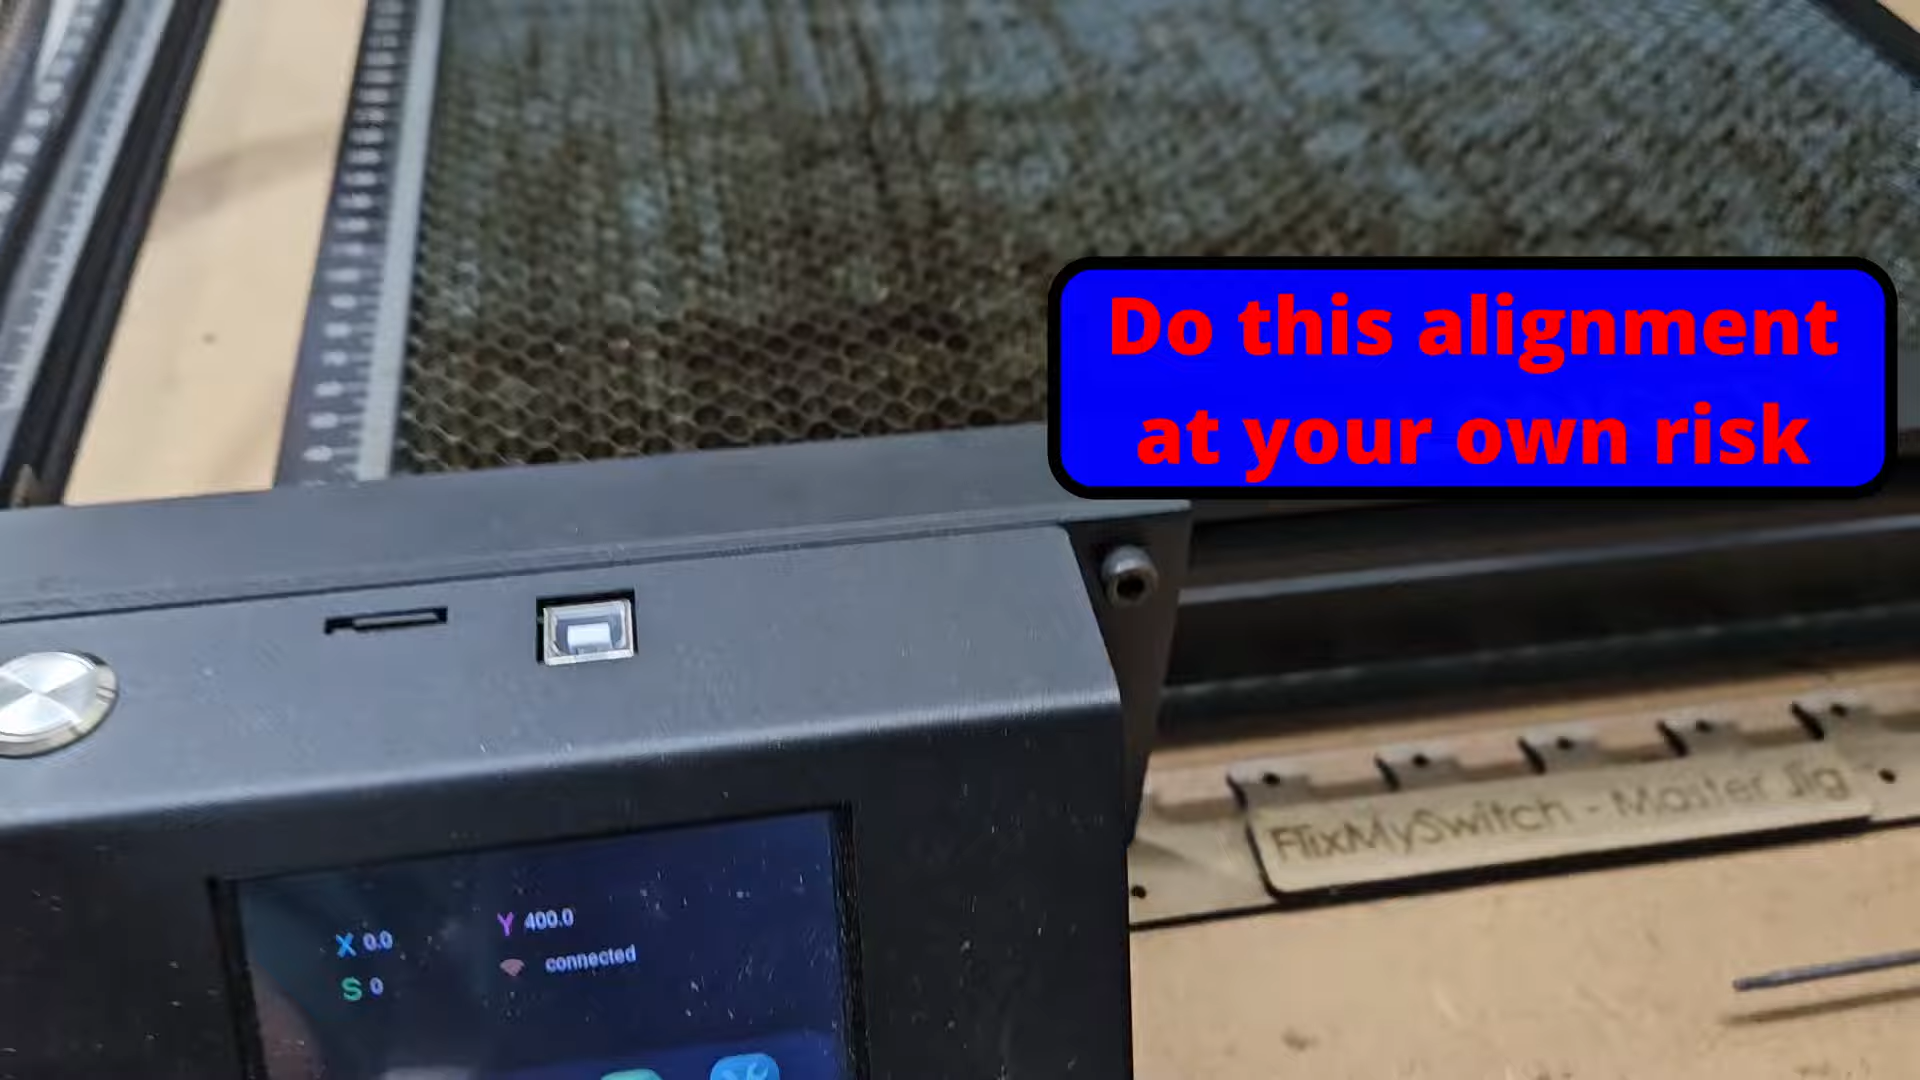 Do this alignment
at your own risk
FlixMySwitch - Master Jig
X 0.0
Y 400.0
S 0
connected